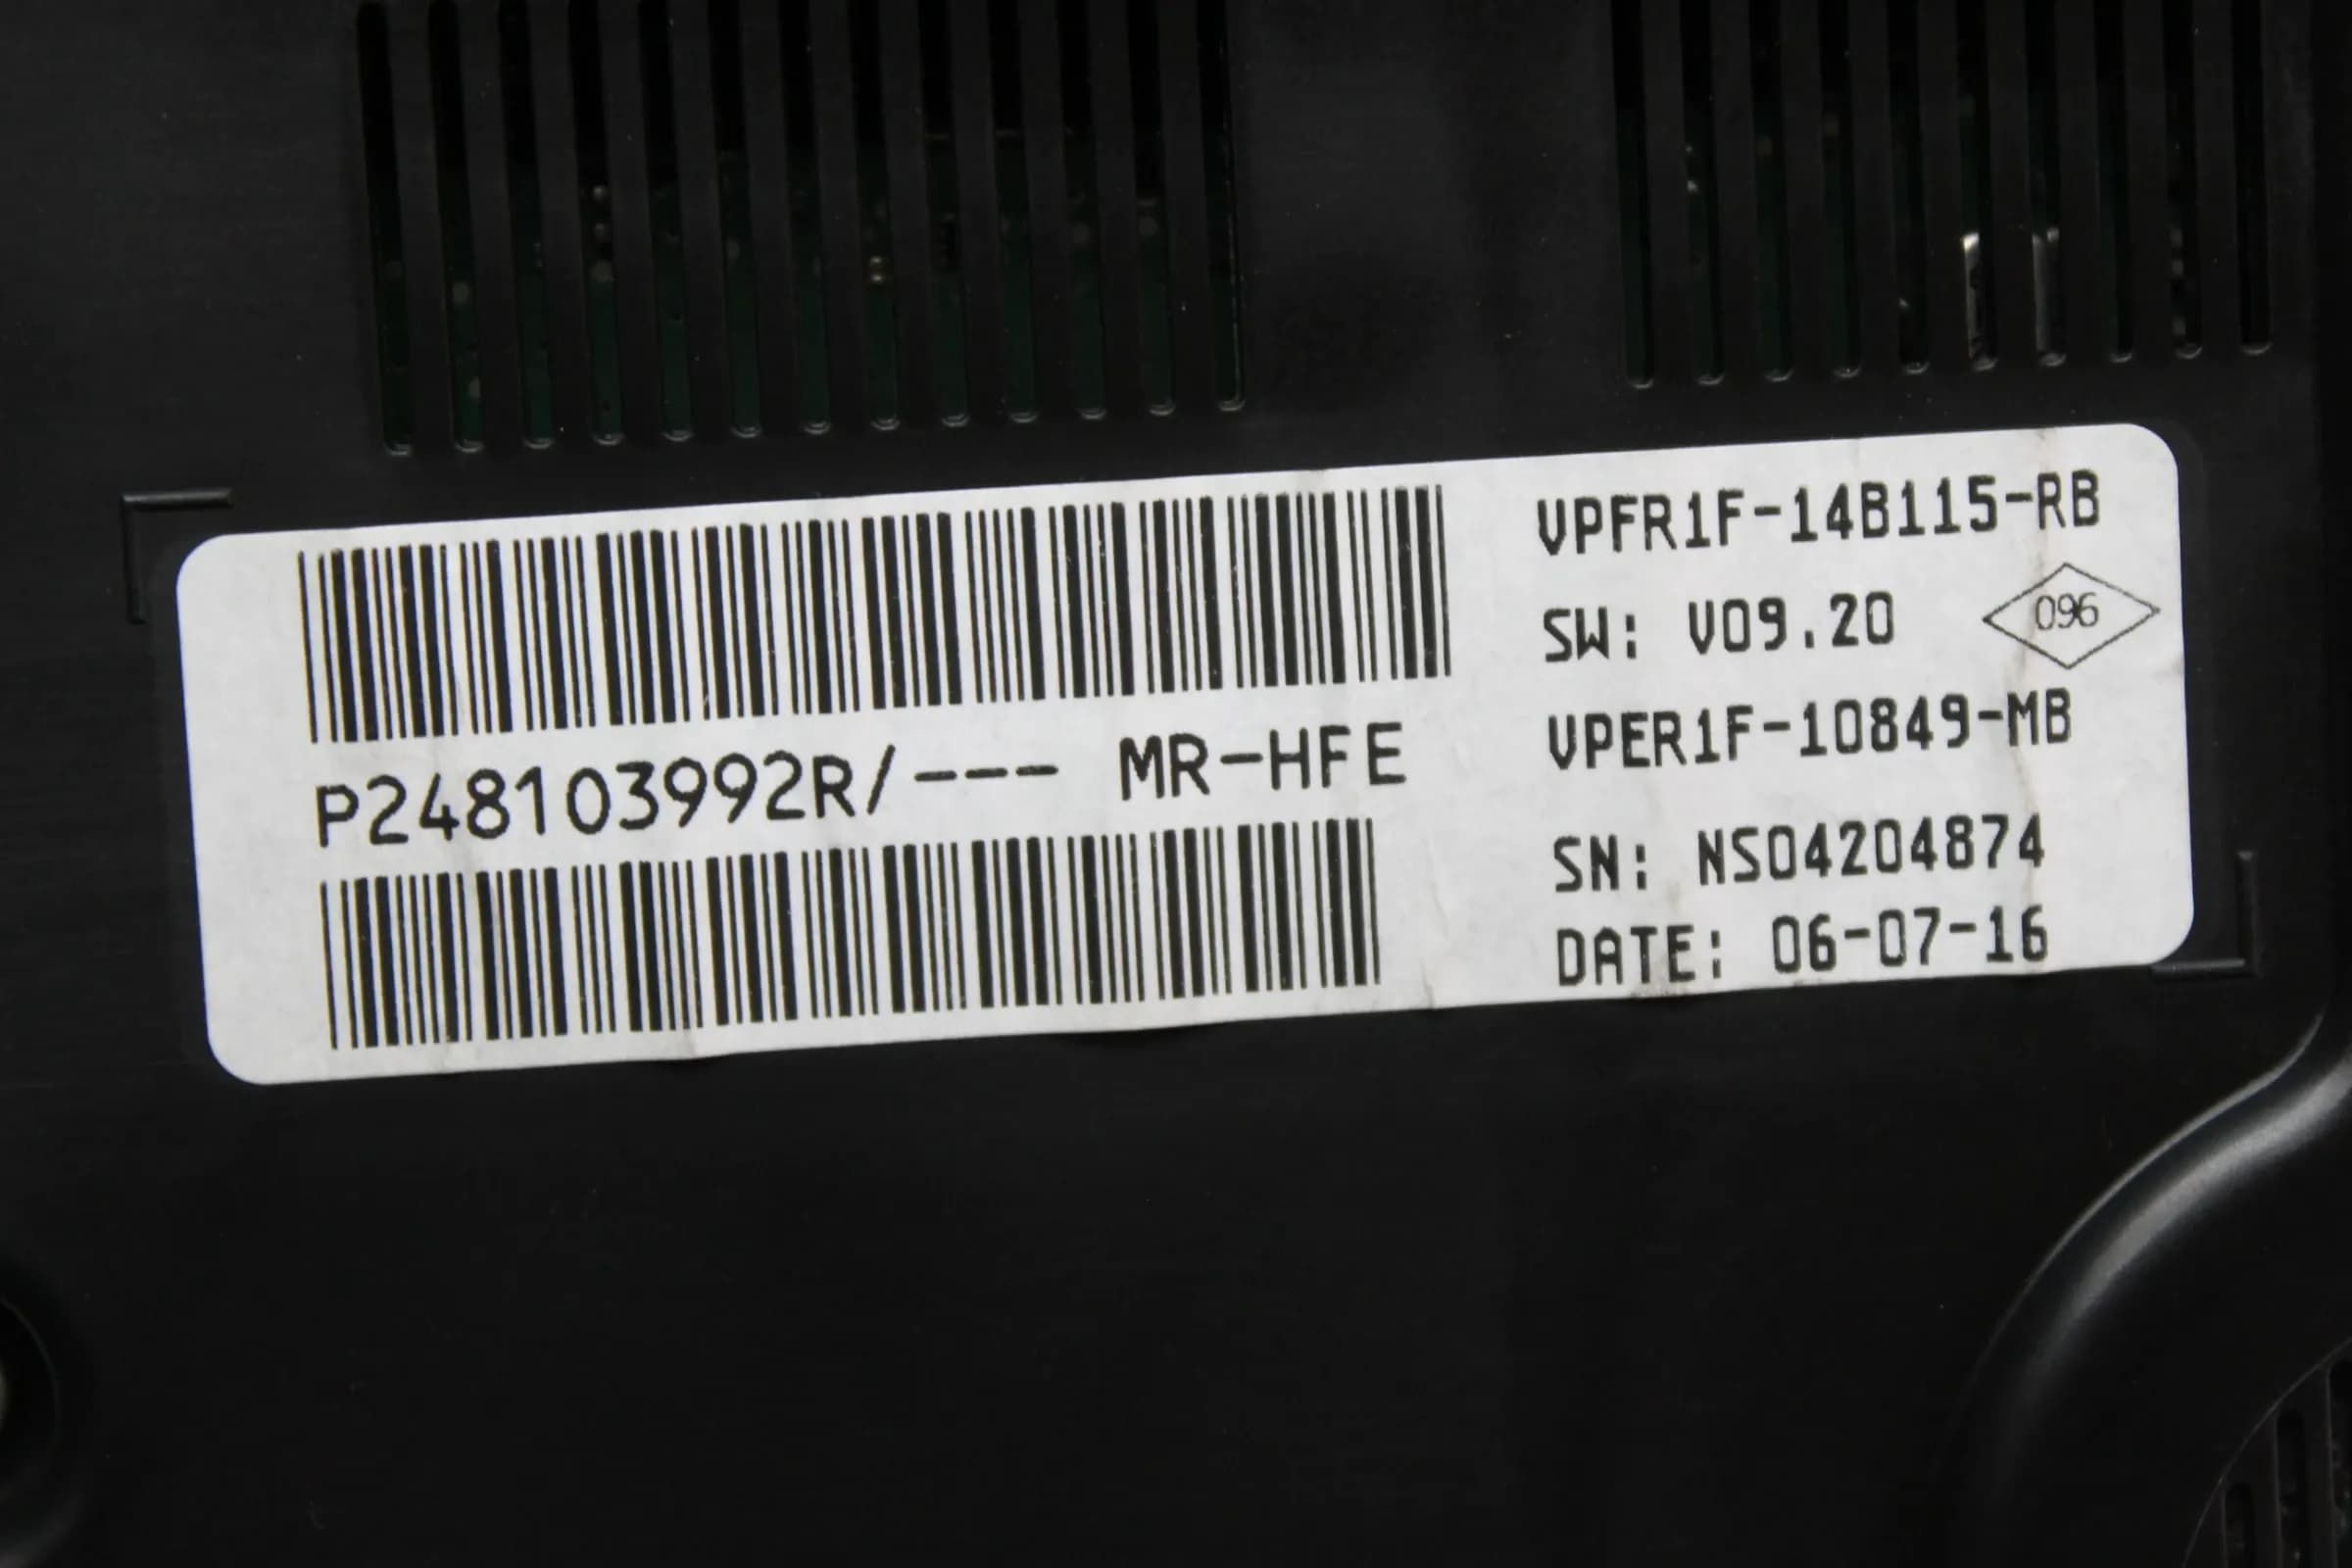 P248103992R/--- MR-HFE
VPFR1F-14B115-RB
SW: V09.20
096
VPER1F-10849-MB
SN: NS04204874
DATE: 06-07-16